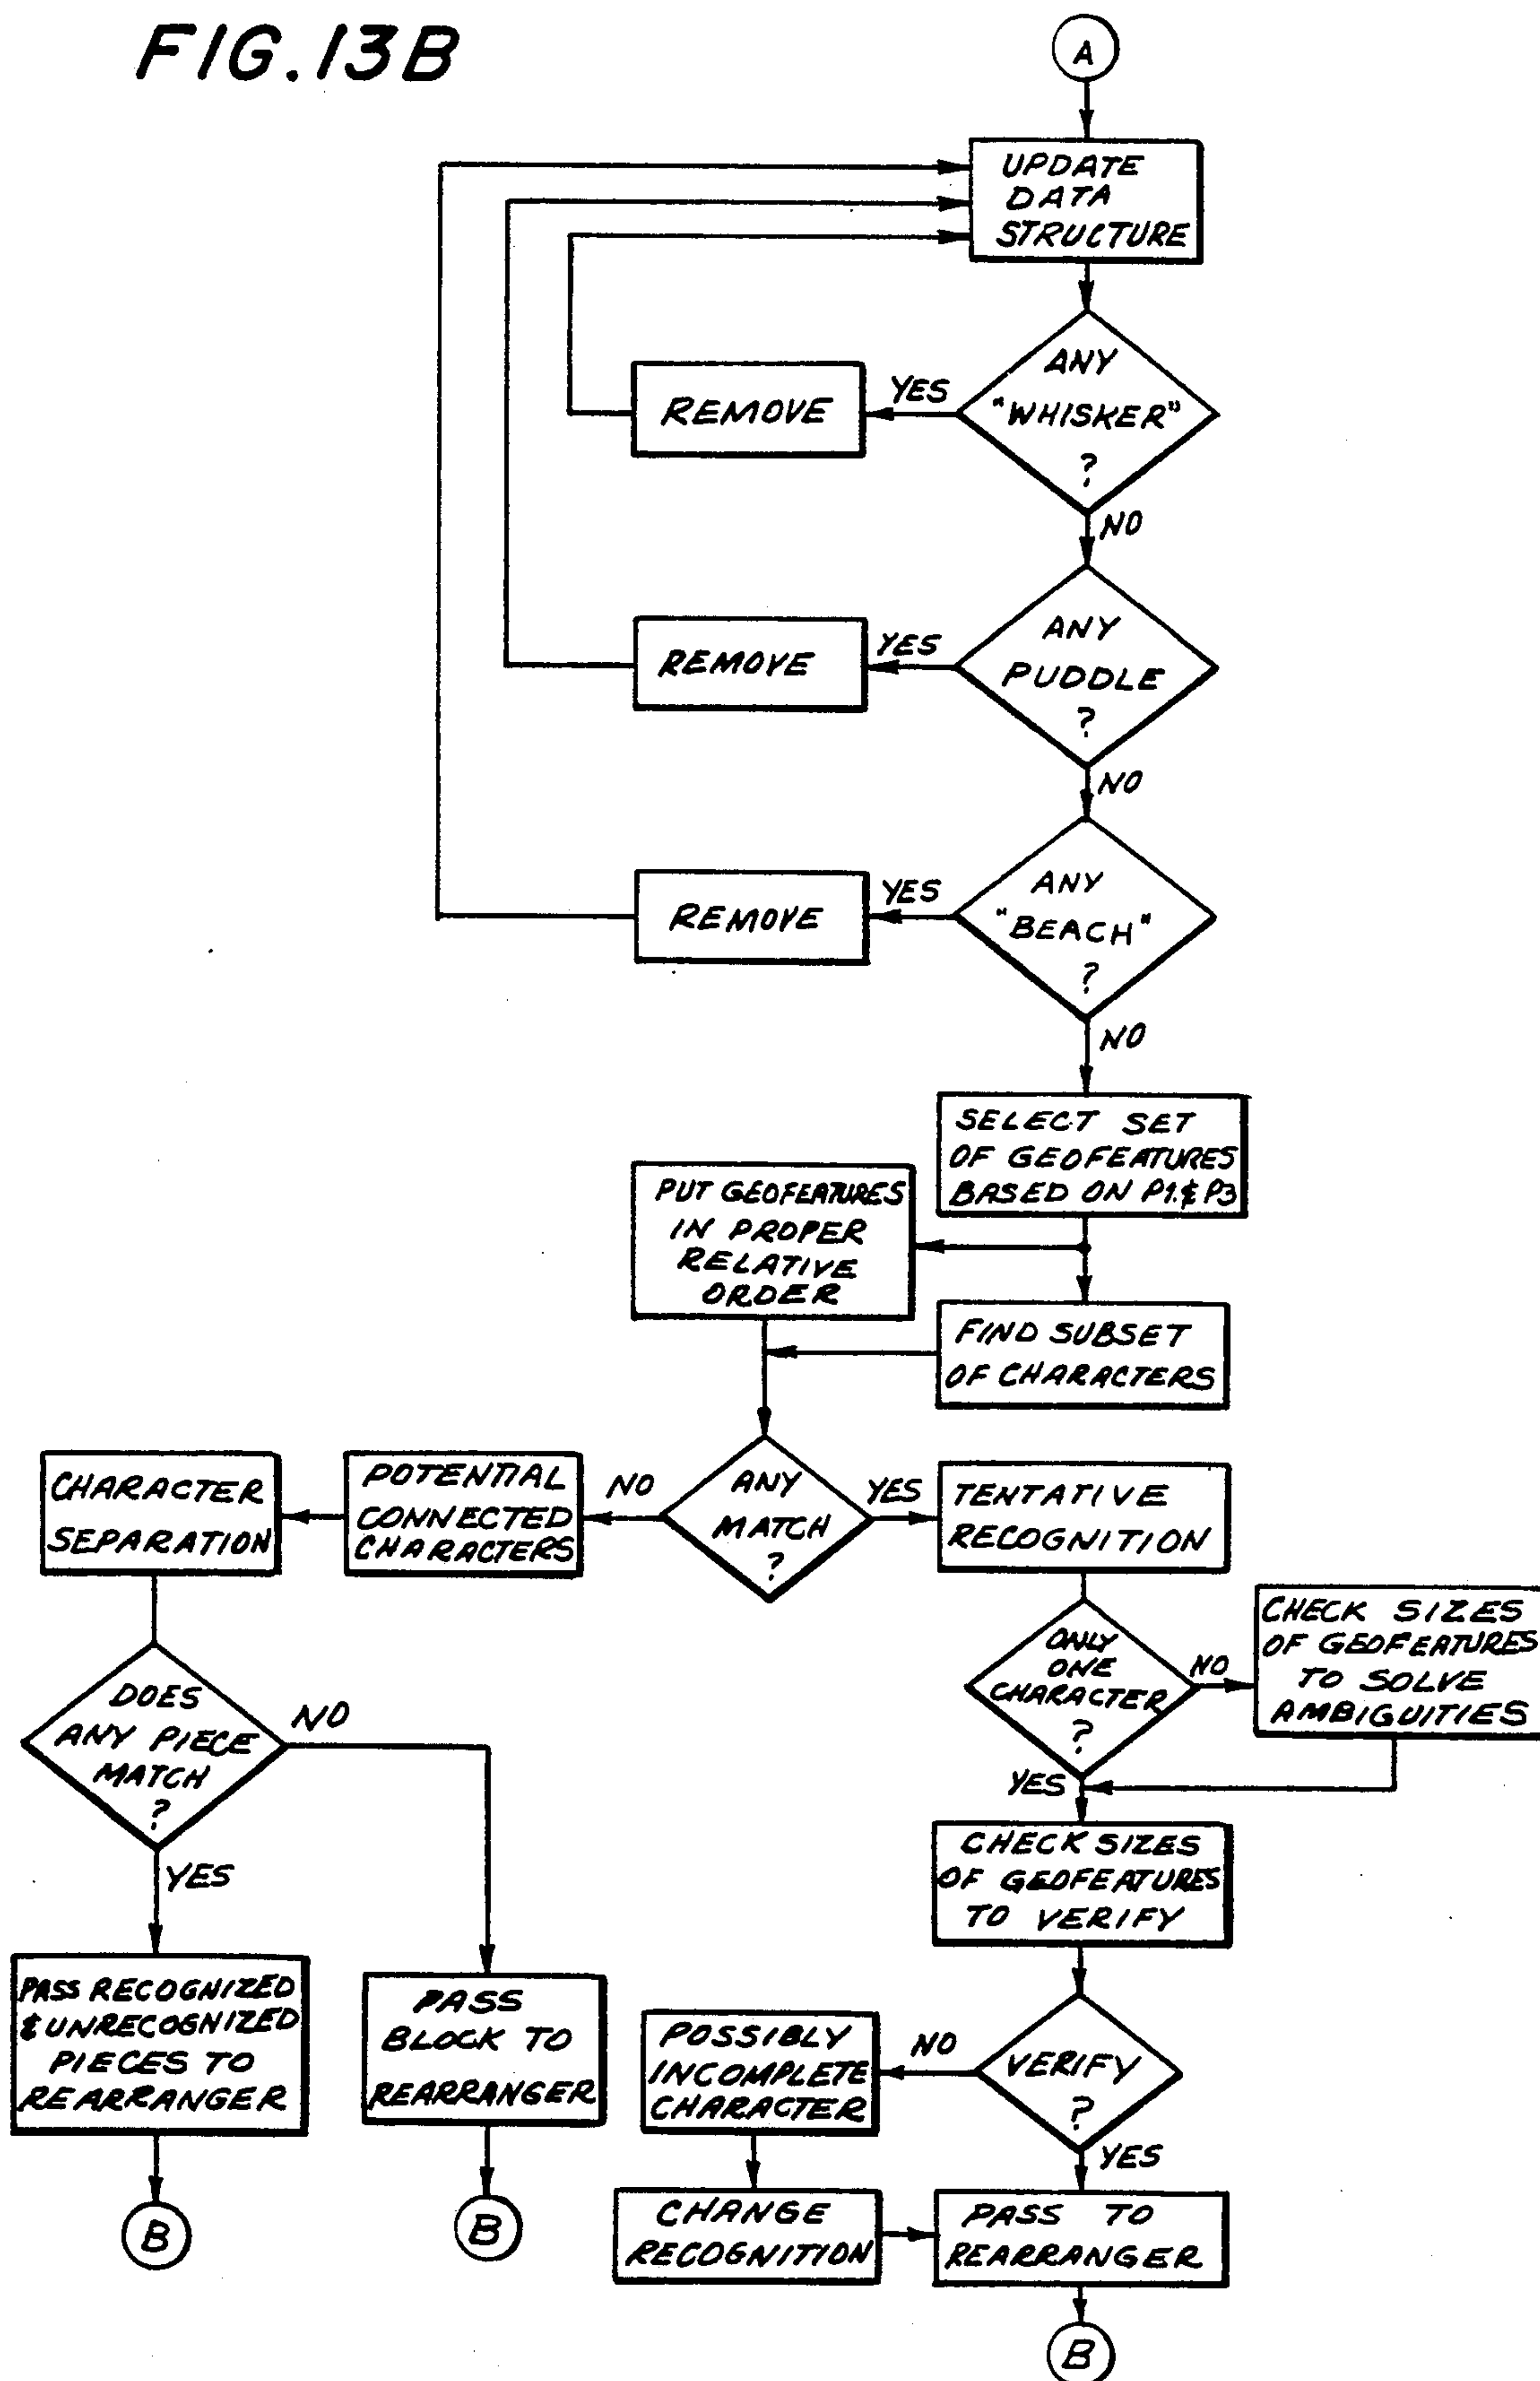 FIG. 13B
A
UPDATE
DATA
STRUCTURE
ANY
"WHISKER"
?
YES
REMOVE
NO
ANY
PUDDLE
?
YES
REMOVE
NO
ANY
"BEACH"
?
YES
REMOVE
NO
SELECT SET
OF GEOFEATURES
BASED ON P1 & P3
PUT GEOFEATURES
IN PROPER
RELATIVE
ORDER
FIND SUBSET
OF CHARACTERS
ANY
MATCH
?
NO
POTENTIAL
CONNECTED
CHARACTERS
CHARACTER
SEPARATION
YES
TENTATIVE
RECOGNITION
ONLY
ONE
CHARACTER
?
NO
CHECK SIZES
OF GEOFEATURES
TO SOLVE
AMBIGUITIES
YES
DOES
ANY PIECE
MATCH
?
NO
YES
CHECK SIZES
OF GEOFEATURES
TO VERIFY
PASS RECOGNIZED
& UNRECOGNIZED
PIECES TO
REARRANGER
PASS
BLOCK TO
REARRANGER
VERIFY
?
NO
POSSIBLY
INCOMPLETE
CHARACTER
YES
CHANGE
RECOGNITION
PASS TO
REARRANGER
B
B
B